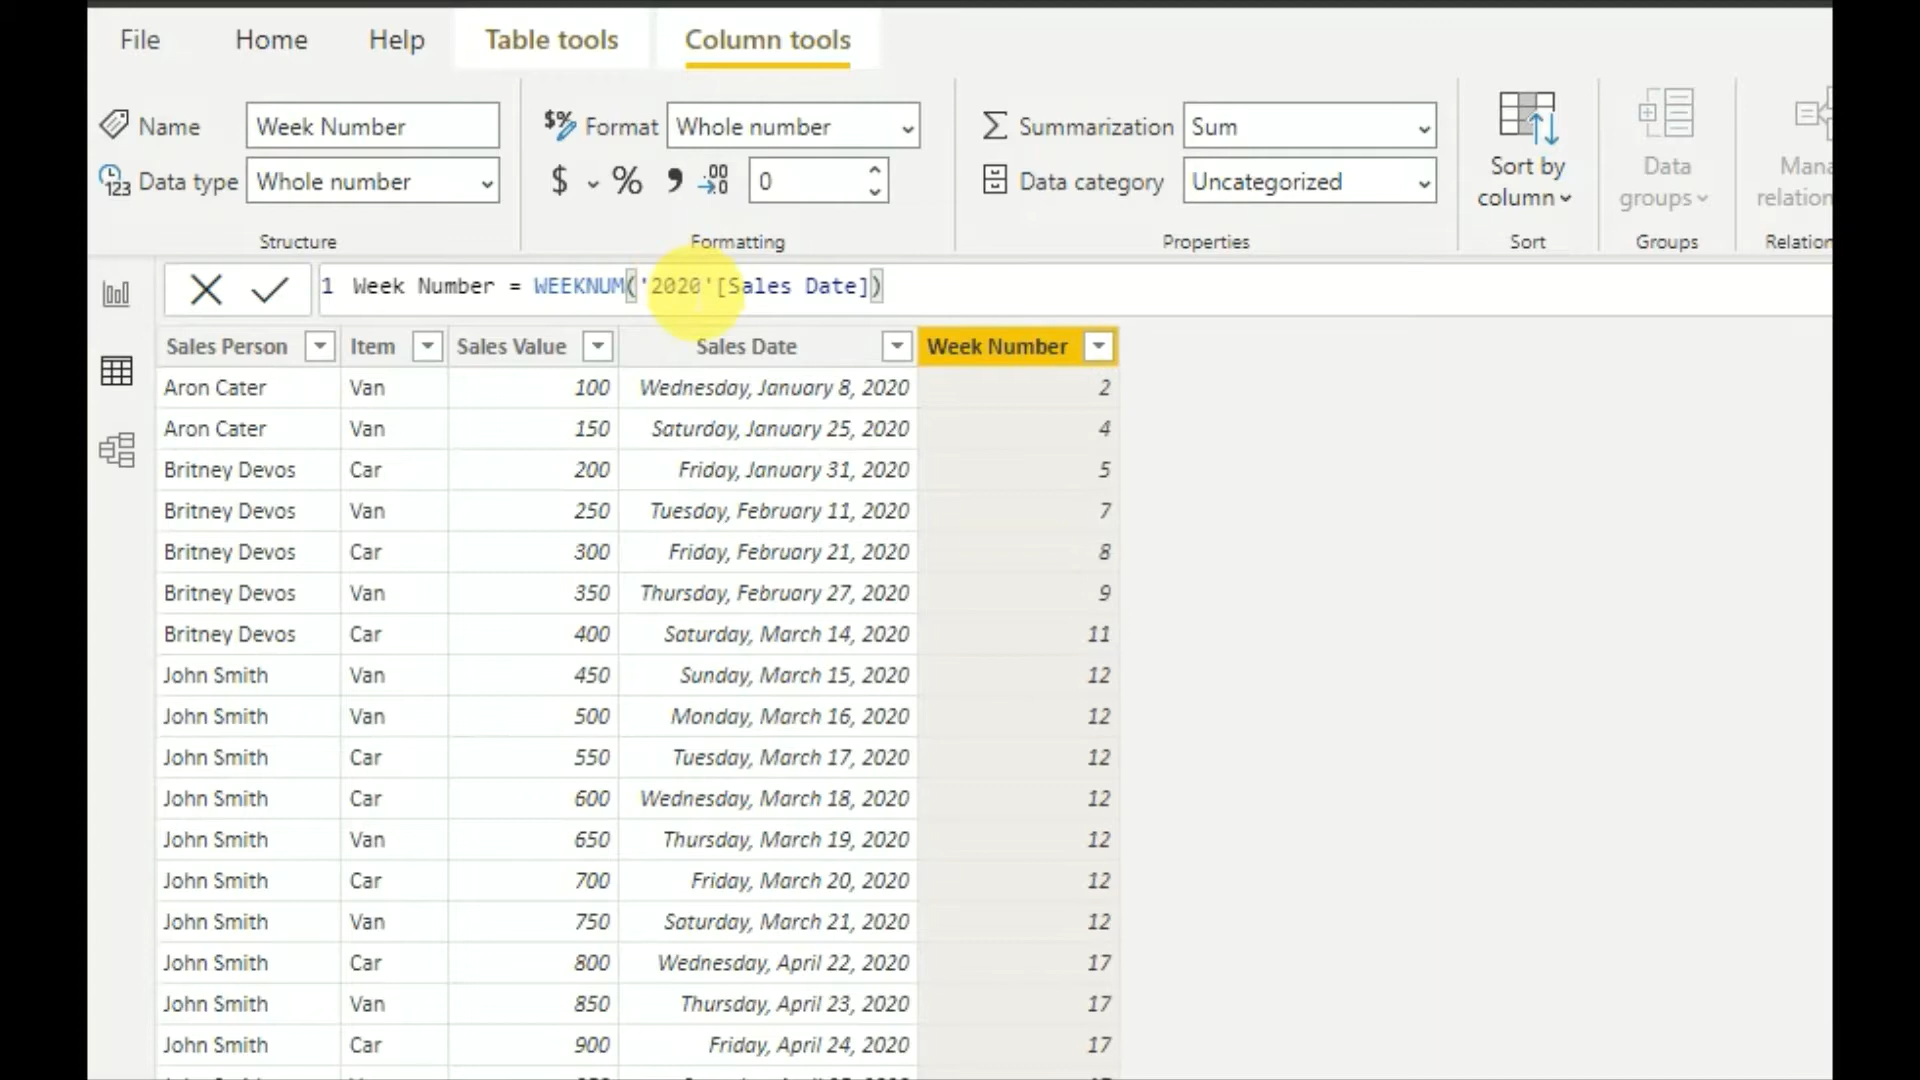 File Home Help Table tools Column tools
Name Week Number $% Format Whole number Summarization Sum
Data type Whole number $ % , .00 0 Data category Uncategorized Sort by column Data groups
Structure Formatting Properties Sort Groups
1 Week Number = WEEKNUM('2020'[Sales Date])
Sales Person Item Sales Value Sales Date Week Number
Aron Cater Van 100 Wednesday, January 8, 2020 2
Aron Cater Van 150 Saturday, January 25, 2020 4
Britney Devos Car 200 Friday, January 31, 2020 5
Britney Devos Van 250 Tuesday, February 11, 2020 7
Britney Devos Car 300 Friday, February 21, 2020 8
Britney Devos Van 350 Thursday, February 27, 2020 9
Britney Devos Car 400 Saturday, March 14, 2020 11
John Smith Van 450 Sunday, March 15, 2020 12
John Smith Van 500 Monday, March 16, 2020 12
John Smith Car 550 Tuesday, March 17, 2020 12
John Smith Car 600 Wednesday, March 18, 2020 12
John Smith Van 650 Thursday, March 19, 2020 12
John Smith Car 700 Friday, March 20, 2020 12
John Smith Van 750 Saturday, March 21, 2020 12
John Smith Car 800 Wednesday, April 22, 2020 17
John Smith Van 850 Thursday, April 23, 2020 17
John Smith Car 900 Friday, April 24, 2020 17